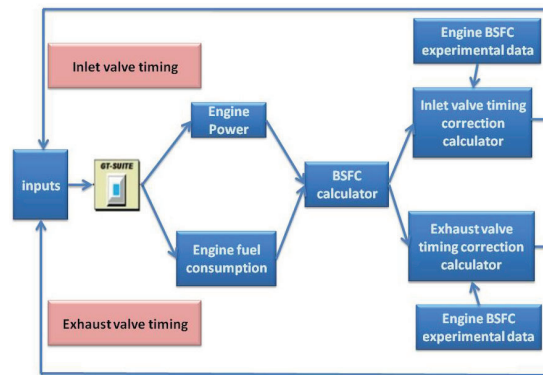 Engine BSFC
experimental data
Inlet valve timing
Engine
Power
Inlet valve timing
correction
calculator
inputs
GT-SUITE
BSFC
calculator
Engine fuel
consumption
Exhaust valve
timing correction
calculator
Exhaust valve timing
Engine BSFC
experimental data